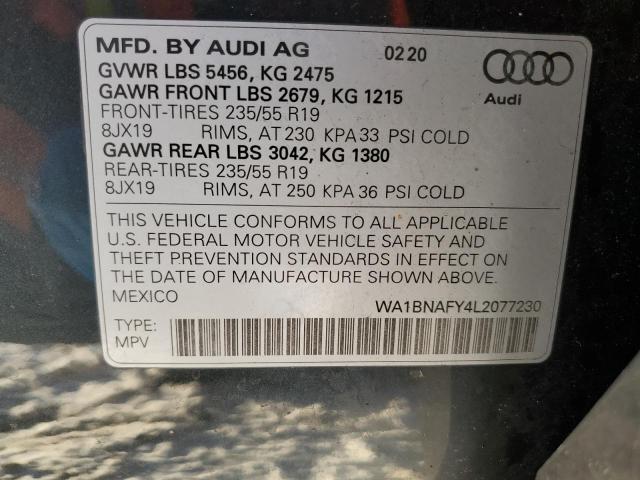 MFD. BY AUDI AG 02 20
GVWR LBS 5456, KG 2475
GAWR FRONT LBS 2679, KG 1215
Audi
FRONT-TIRES 235/55 R19
8JX19 RIMS, AT 230 KPA 33 PSI COLD
GAWR REAR LBS 3042, KG 1380
REAR-TIRES 235/55 R19
8JX19 RIMS, AT 250 KPA 36 PSI COLD
THIS VEHICLE CONFORMS TO ALL APPLICABLE
U.S. FEDERAL MOTOR VEHICLE SAFETY AND
THEFT PREVENTION STANDARDS IN EFFECT ON
THE DATE OF MANUFACTURE SHOWN ABOVE.
MEXICO WA1BNAFY4L2077230
TYPE:
MPV